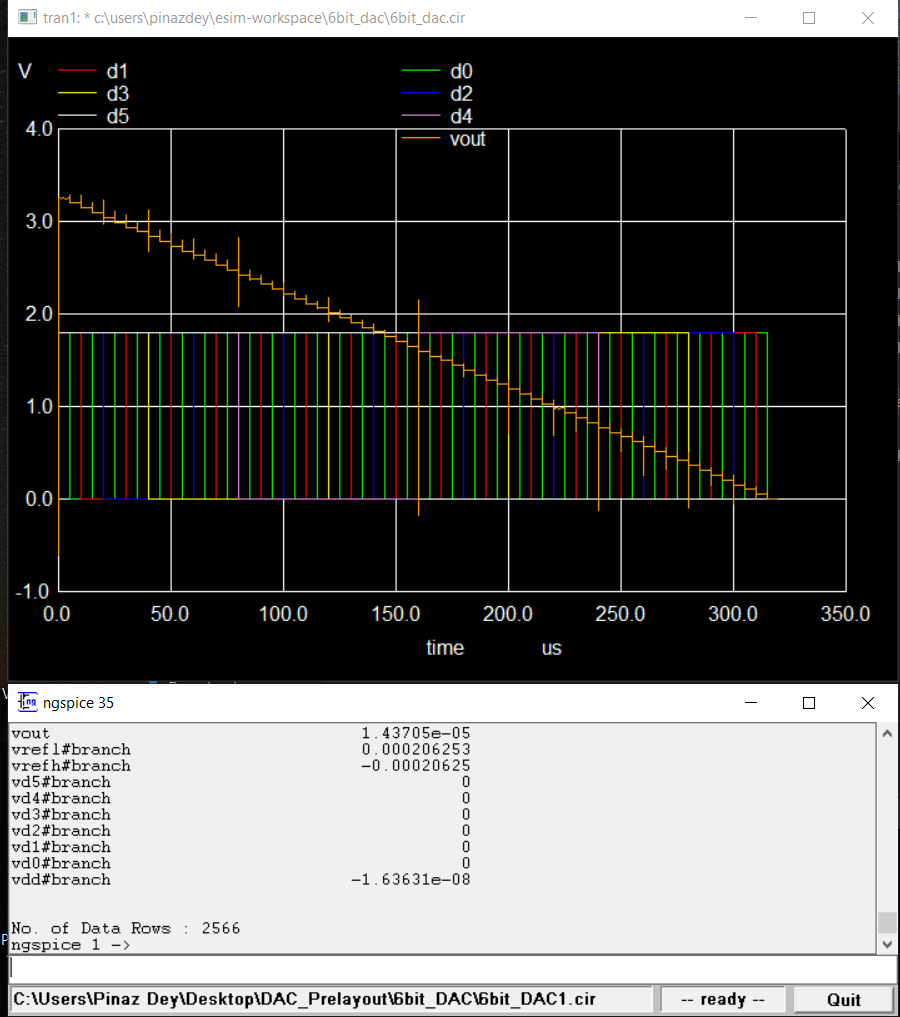 tran1: * c:\users\pinazdey\esim-workspace\6bit_dac\6bit_dac.cir
V d1 d0
d3 d2
d5 d4
4.0 vout
3.0
2.0
1.0
0.0
-1.0
0.0 50.0 100.0 150.0 200.0 250.0 300.0 350.0
time us
ngspice 35
vout 1.43705e-05
vrefl#branch 0.000206253
vrefh#branch -0.00020625
vd5#branch 0
vd4#branch 0
vd3#branch 0
vd2#branch 0
vd1#branch 0
vd0#branch 0
vdd#branch -1.63631e-08
No. of Data Rows : 2566
ngspice 1 ->
C:\Users\Pinaz Dey\Desktop\DAC_Prelayout\6bit_DAC\6bit_DAC1.cir -- ready -- Quit